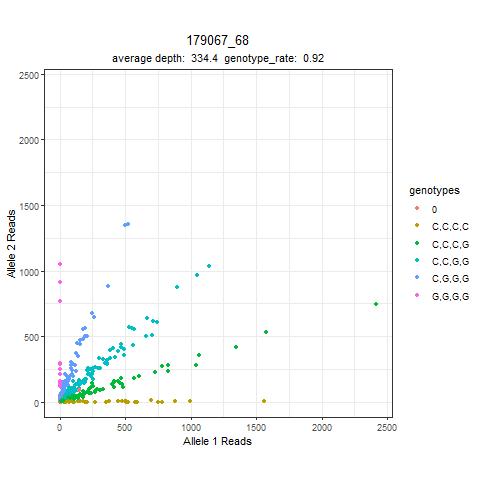 179067_68
average depth: 334.4 genotype_rate: 0.92
2500
2000
1500
1000
500
0
Allele 2 Reads
0 500 1000 1500 2000 2500
Allele 1 Reads
genotypes
0
C,C,C,C
C,C,C,G
C,C,G,G
C,G,G,G
G,G,G,G